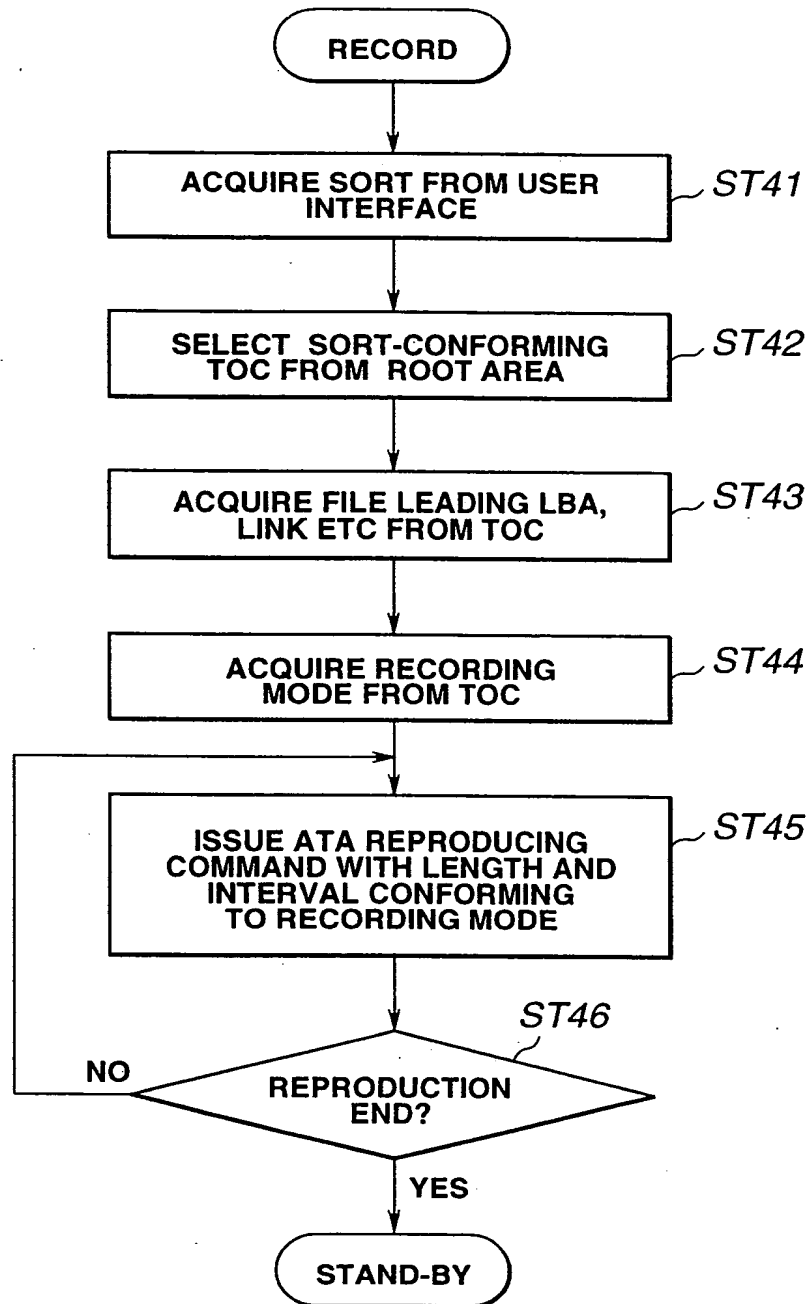 RECORD
ACQUIRE SORT FROM USER
INTERFACE
ST41
SELECT SORT-CONFORMING
TOC FROM ROOT AREA
ST42
ACQUIRE FILE LEADING LBA,
LINK ETC FROM TOC
ST43
ACQUIRE RECORDING
MODE FROM TOC
ST44
ISSUE ATA REPRODUCING
COMMAND WITH LENGTH AND
INTERVAL CONFORMING
TO RECORDING MODE
ST45
ST46
REPRODUCTION
END?
NO
YES
STAND-BY